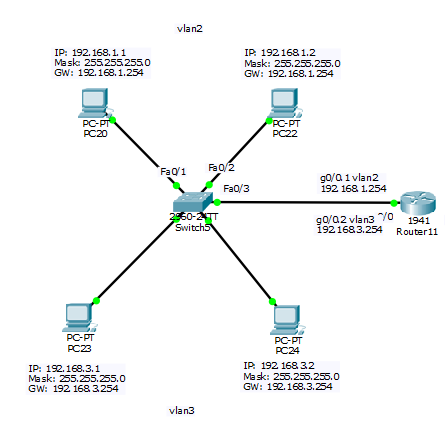 vlan2
IP: 192.168.1.1
Mask: 255.255.255.0
GW: 192.168.1.254
IP: 192.168.1.2
Mask: 255.255.255.0
GW: 192.168.1.254
PC-PT
PC20
PC-PT
PC22
Fa0/1
Fa0/2
Fa0/3
g0/0.1 vlan2
192.168.1.254
2960-24TT
Switch5
g0/0.2 vlan3
192.168.3.254
/0
1941
Router11
PC-PT
PC23
PC-PT
PC24
IP: 192.168.3.1
Mask: 255.255.255.0
GW: 192.168.3.254
IP: 192.168.3.2
Mask: 255.255.255.0
GW: 192.168.3.254
vlan3